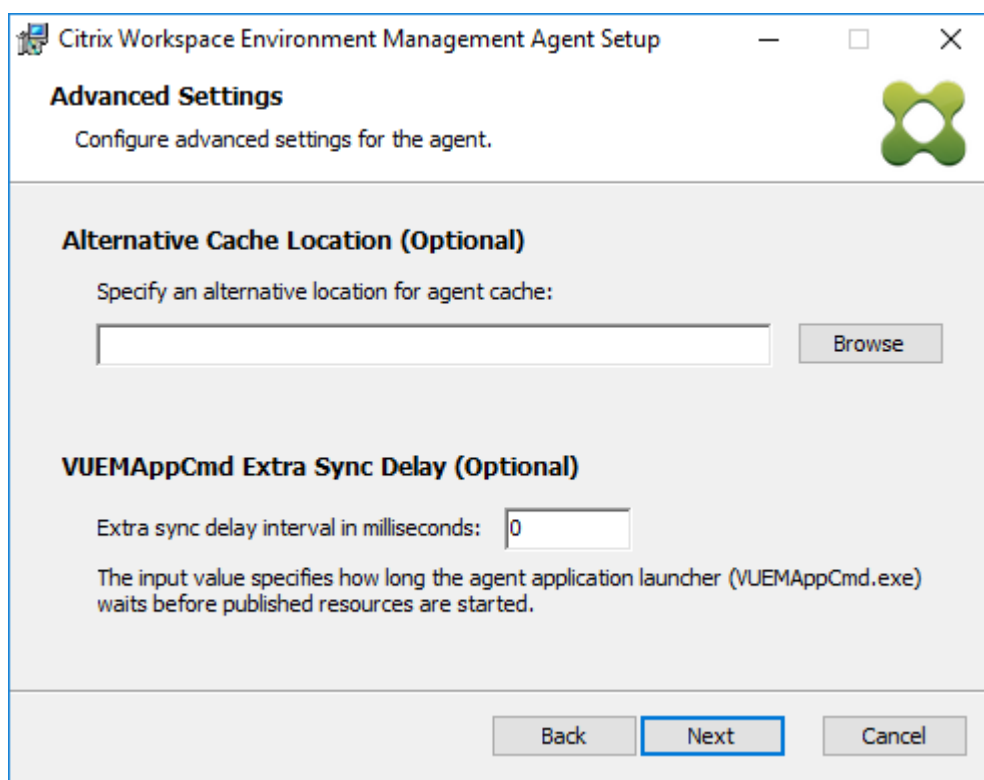 Citrix Workspace Environment Management Agent Setup
Advanced Settings
Configure advanced settings for the agent.
Alternative Cache Location (Optional)
Specify an alternative location for agent cache:
Browse
VUEMAppCmd Extra Sync Delay (Optional)
Extra sync delay interval in milliseconds: 0
The input value specifies how long the agent application launcher (VUEMAppCmd.exe)
waits before published resources are started.
Back Next Cancel